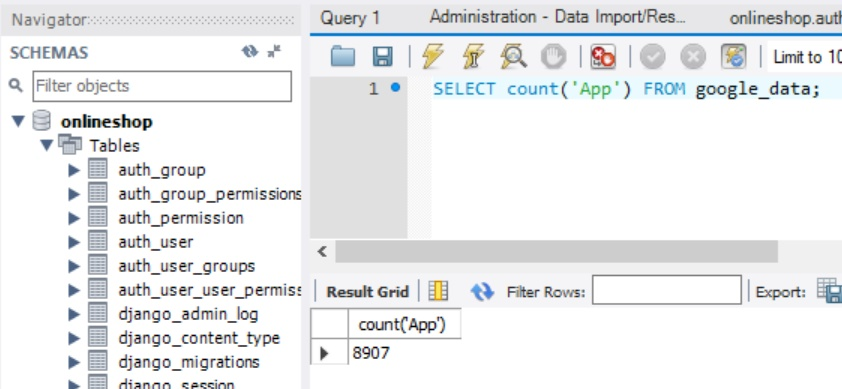 Navigator
SCHEMAS
Filter objects
onlineshop
Tables
auth_group
auth_group_permissions
auth_permission
auth_user
auth_user_groups
auth_user_user_permiss
django_admin_log
django_content_type
django_migrations
django_session
Query 1 Administration - Data Import/Res... onlineshop.auth
Limit to 10
1 SELECT count('App') FROM google_data;
Result Grid Filter Rows: Export:
count('App')
8907